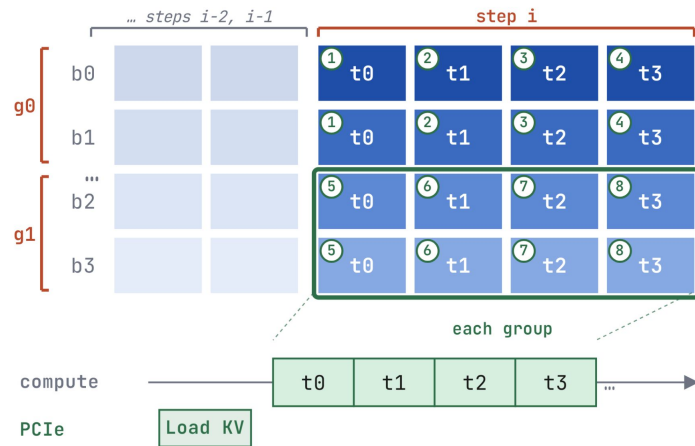 … steps i-2, i-1
step i
g0
b0
1 t0 2 t1 3 t2 4 t3
b1
1 t0 2 t1 3 t2 4 t3
…
g1
b2
5 t0 6 t1 7 t2 8 t3
b3
5 t0 6 t1 7 t2 8 t3
each group
compute
t0 t1 t2 t3 …
PCIe
Load KV